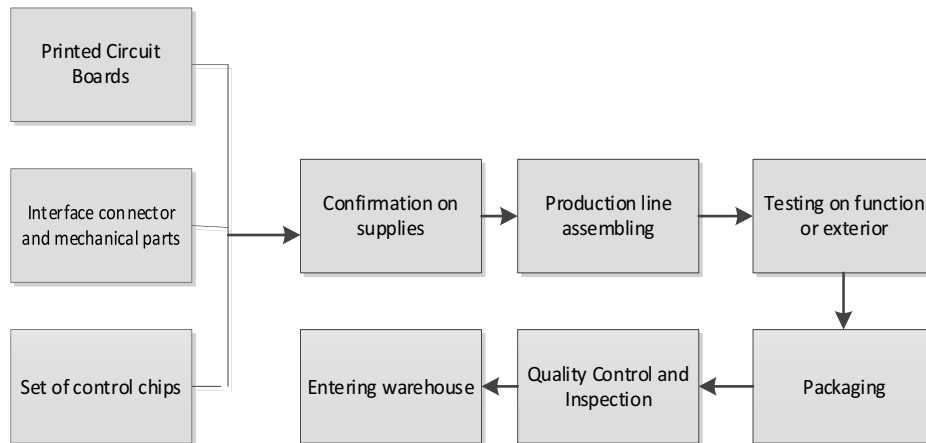 Printed Circuit
Boards
Interface connector
and mechanical parts
Set of control chips
Confirmation on
supplies
Production line
assembling
Testing on function
or exterior
Packaging
Quality Control and
Inspection
Entering warehouse